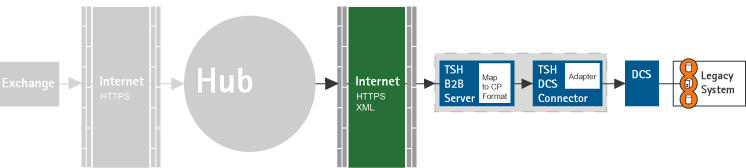 Exchange
Internet
HTTPS
Hub
Internet
HTTPS
XML
TSH
B2B
Server
Map
to CP
Format
TSH
DCS
Connector
Adapter
DCS
Legacy
System